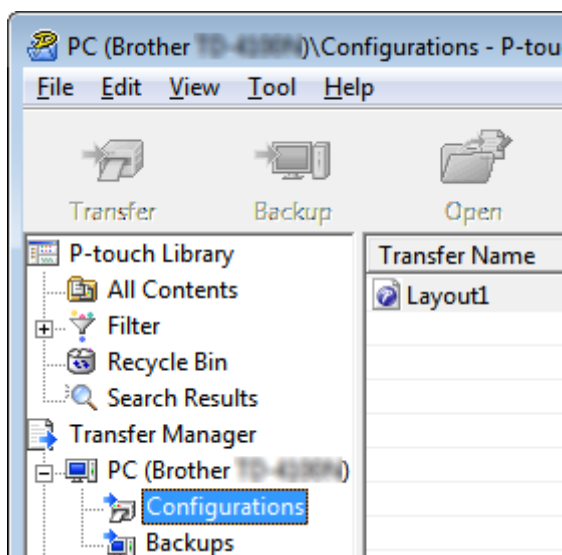 PC (Brother )\Configurations - P-tou
File Edit View Tool Help
Transfer Backup Open
P-touch Library
All Contents
Filter
Recycle Bin
Search Results
Transfer Manager
PC (Brother )
Configurations
Backups
Transfer Name
Layout1